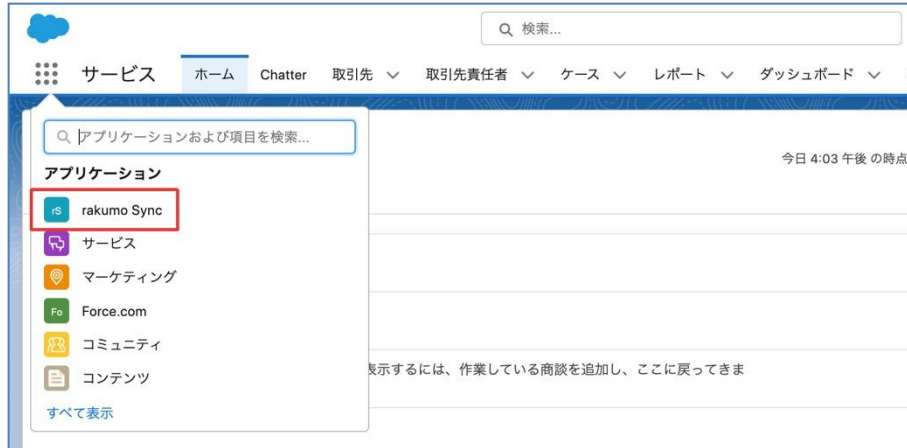 検索...
サービス ホーム Chatter 取引先 取引先責任者 ケース レポート ダッシュボード
アプリケーションおよび項目を検索...
今日 4:03 午後 の時点
アプリケーション
rS rakumo Sync
サービス
マーケティング
Fo Force.com
コミュニティ
表示するには、作業している商談を追加し、ここに戻ってきま
コンテンツ
すべて表示